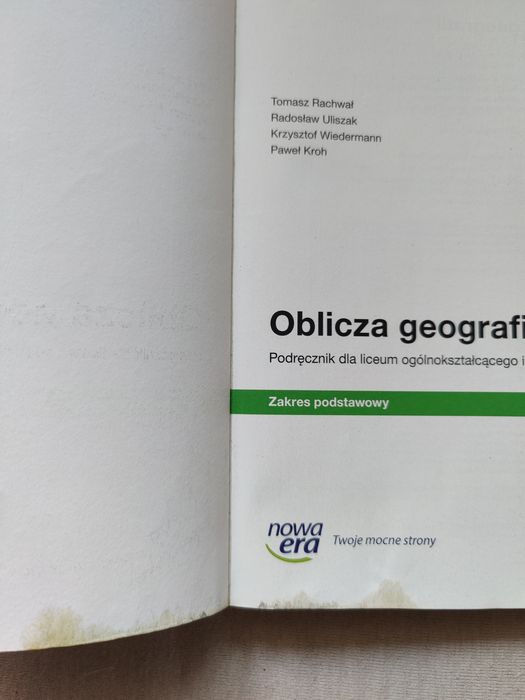 Tomasz Rachwał
Radosław Uliszak
Krzysztof Wiedermann
Paweł Kroh
Oblicza geografi
Podręcznik dla liceum ogólnokształcącego i
Zakres podstawowy
nowa
era
Twoje mocne strony